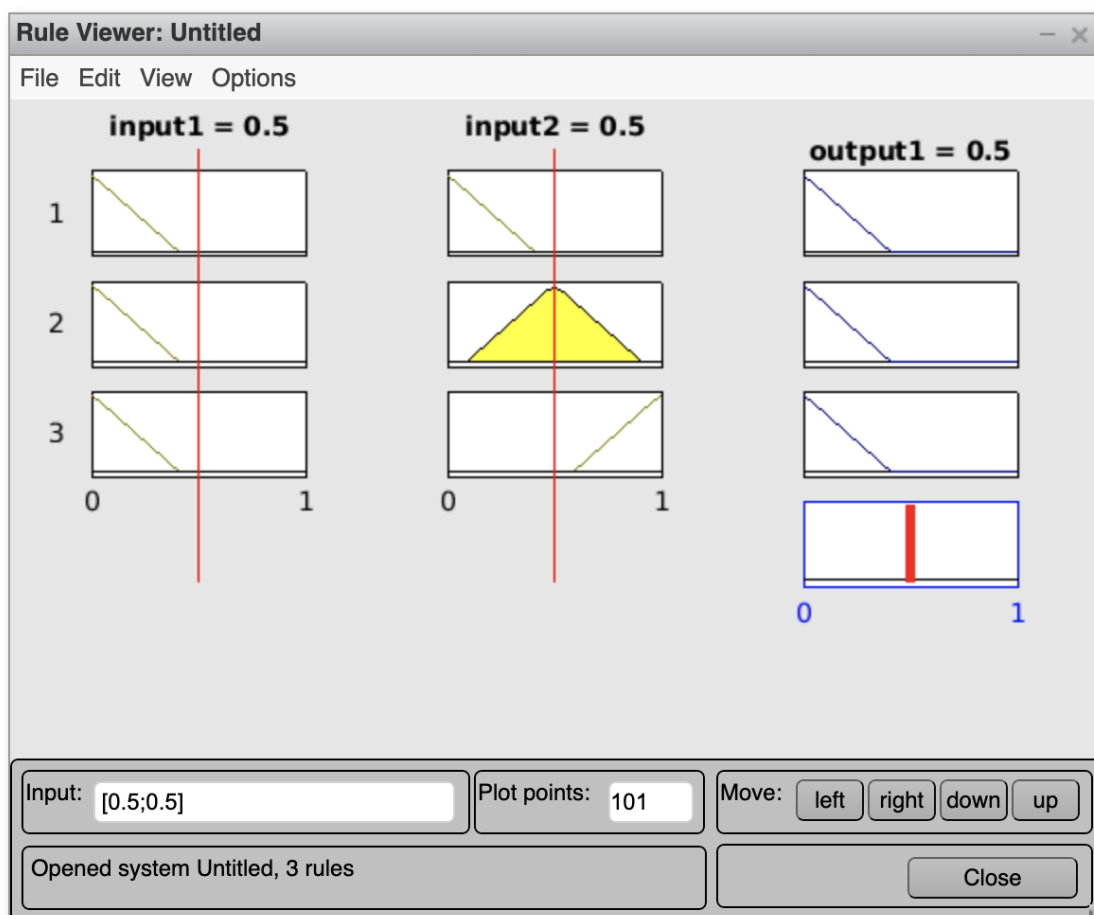 Rule Viewer: Untitled
File Edit View Options
input1 = 0.5 input2 = 0.5
output1 = 0.5
1
2
3
0 1 0 1
0 1
Input: [0.5;0.5] Plot points: 101 Move: left right down up
Opened system Untitled, 3 rules Close